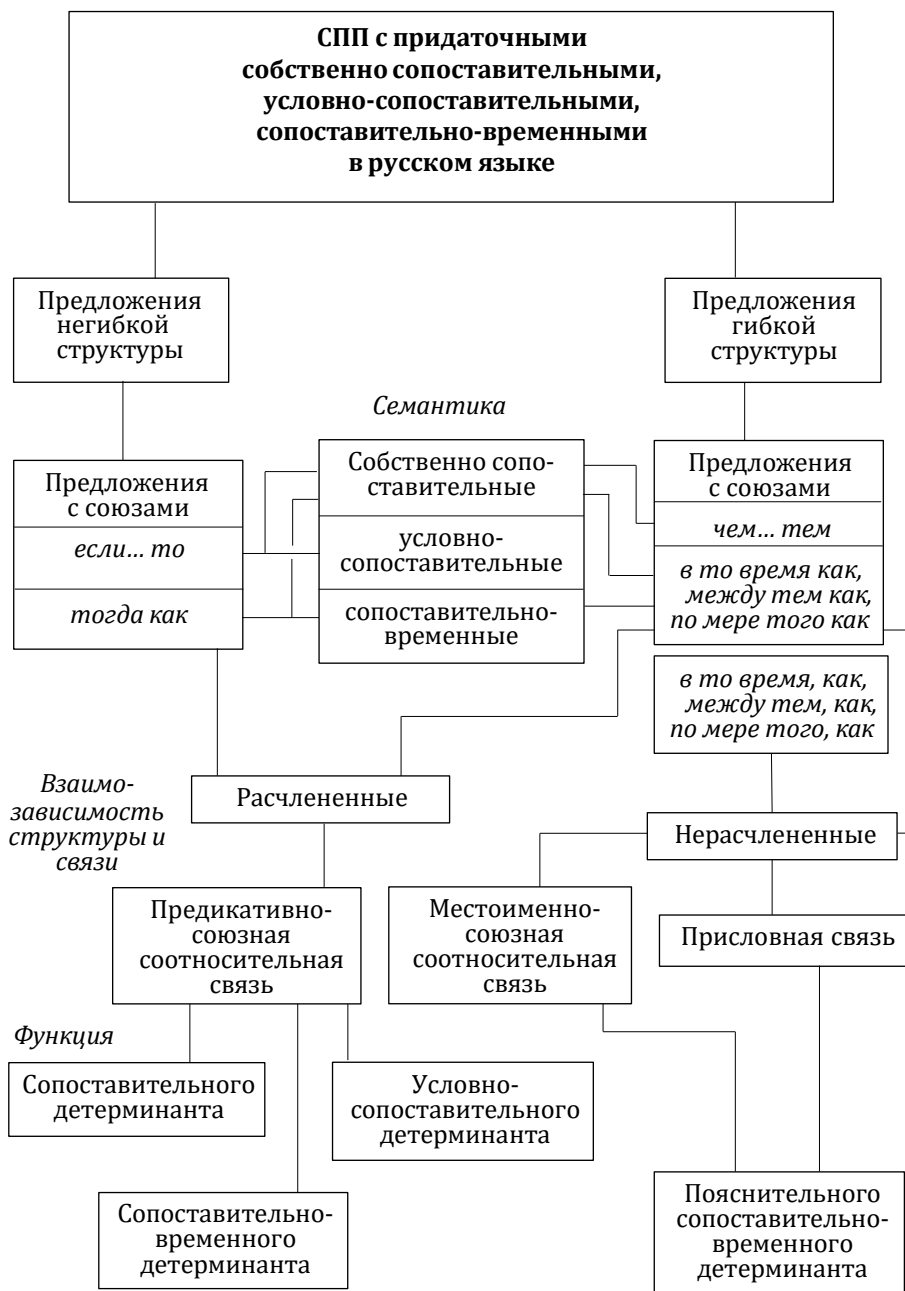 СПП с придаточными
собственно сопоставительными,
условно-сопоставительными,
сопоставительно-временными
в русском языке
Предложения
негибкой
структуры
Предложения
гибкой
структуры
Семантика
Предложения
с союзами
если... то
тогда как
Собственно сопо-
ставительные
условно-
сопоставительные
сопоставительно-
временные
Предложения
с союзами
чем... тем
в то время как,
между тем как,
по мере того как
в то время, как,
между тем, как,
по мере того, как
Взаимо-
зависимость
структуры и
связи
Расчлененные
Нерасчлененные
Предикативно-
союзная
соотносительная
связь
Местоименно-
союзная
соотносительная
связь
Присловная связь
Функция
Сопоставительного
детерминанта
Условно-
сопоставительного
детерминанта
Сопоставительно-
временного
детерминанта
Пояснительного
сопоставительно-
временного
детерминанта